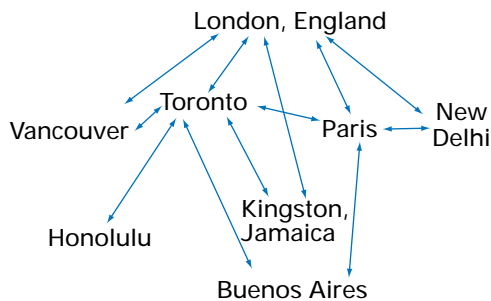 London, England
Toronto
Vancouver
Paris
New
Delhi
Kingston,
Jamaica
Honolulu
Buenos Aires